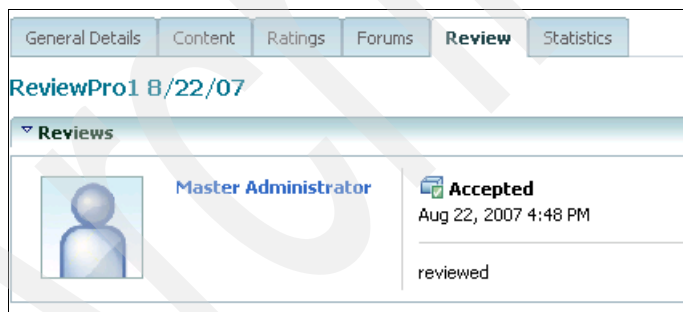 General Details Content Ratings Forums Review Statistics
ReviewPro1 8/22/07
Reviews
Master Administrator
Accepted
Aug 22, 2007 4:48 PM
reviewed